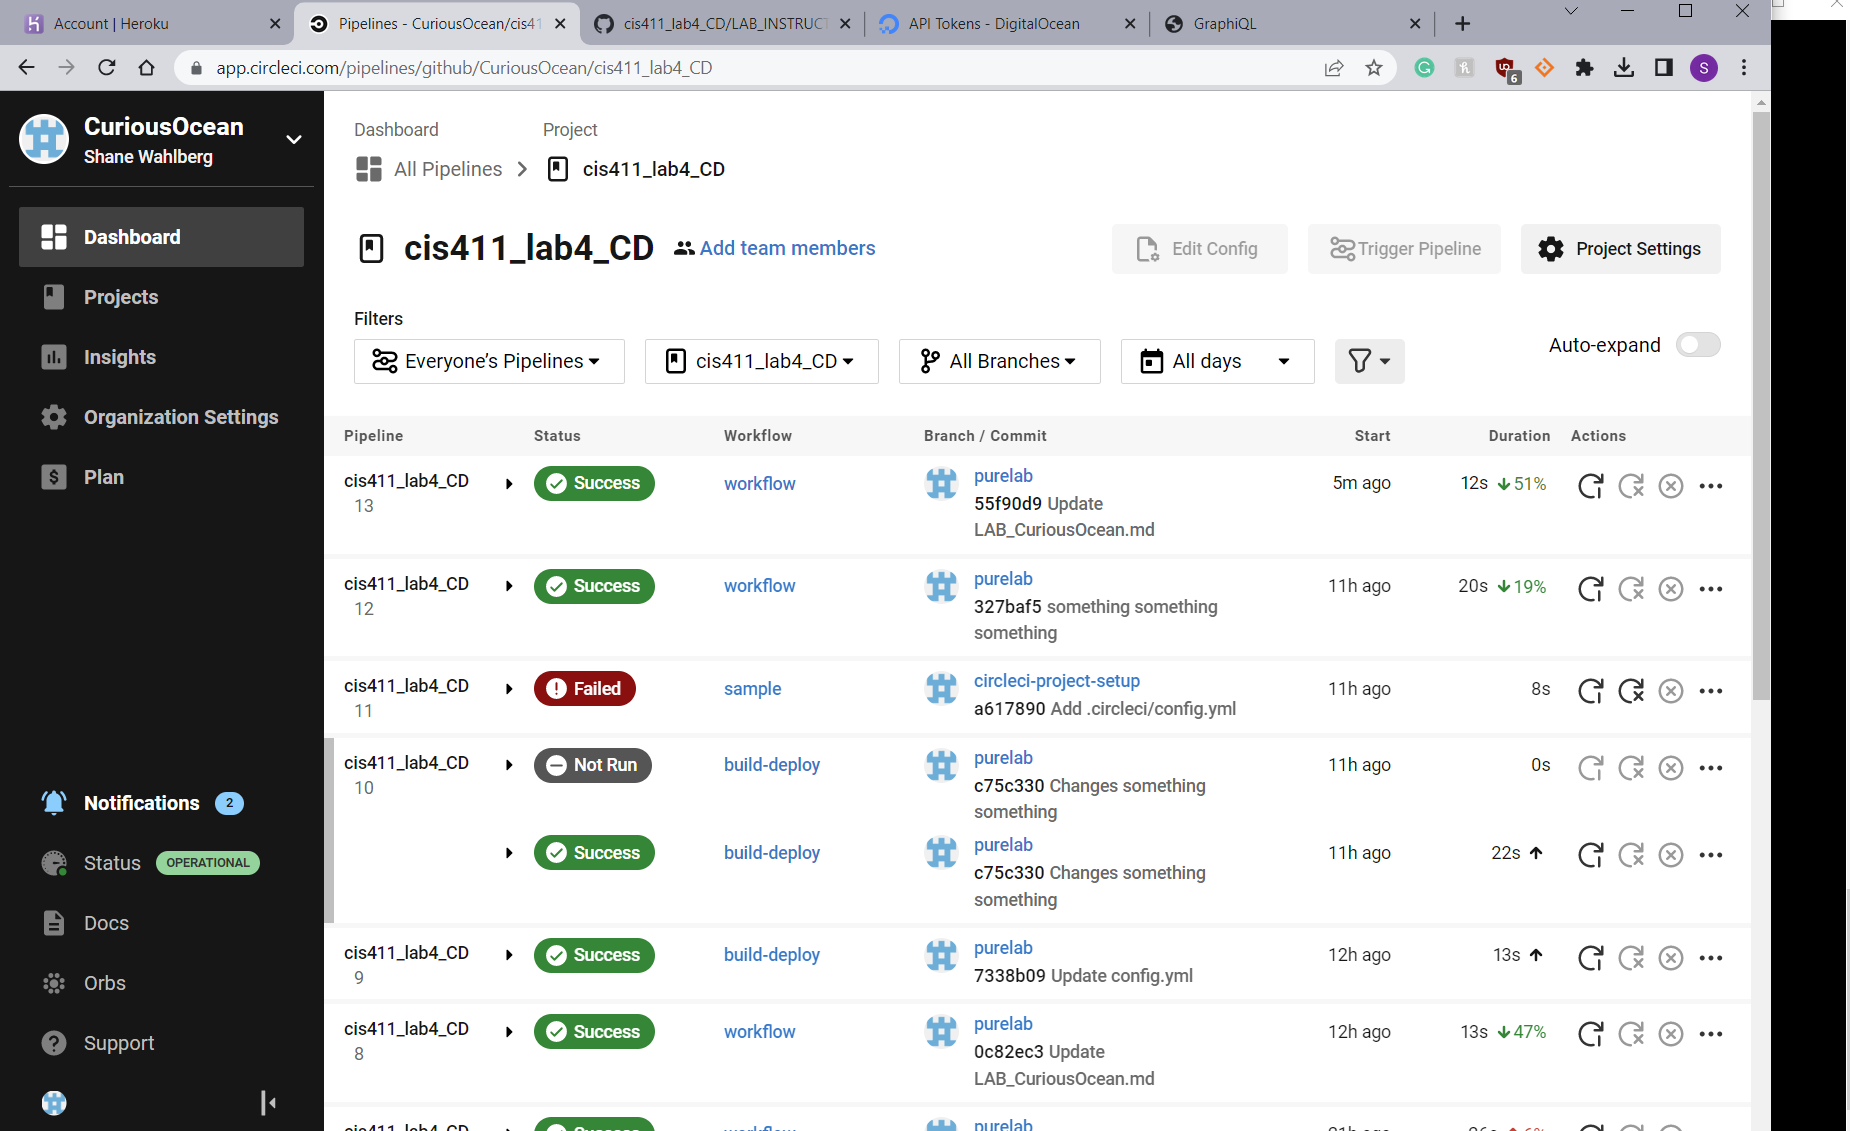 Account | Heroku
Pipelines - CuriousOcean/cis41
cis411_lab4_CD/LAB_INSTRUCT
API Tokens - DigitalOcean
GraphiQL
app.circleci.com/pipelines/github/CuriousOcean/cis411_lab4_CD
6
S
CuriousOcean
Shane Wahlberg
Dashboard
Projects
Insights
Organization Settings
Plan
Notifications 2
Status OPERATIONAL
Docs
Orbs
Support
Dashboard Project
All Pipelines cis411_lab4_CD
cis411_lab4_CD Add team members Edit Config Trigger Pipeline Project Settings
Filters
Everyone’s Pipelines cis411_lab4_CD All Branches All days Auto-expand
Pipeline Status Workflow Branch / Commit Start Duration Actions
cis411_lab4_CD Success workflow purelab 5m ago 12s 51%
13 55f90d9 Update
LAB_CuriousOcean.md
cis411_lab4_CD Success workflow purelab 11h ago 20s 19%
12 327baf5 something something
something
cis411_lab4_CD Failed sample circleci-project-setup 11h ago 8s
11 a617890 Add .circleci/config.yml
cis411_lab4_CD Not Run build-deploy purelab 11h ago 0s
10 c75c330 Changes something
something
Success build-deploy purelab 11h ago 22s
c75c330 Changes something
something
cis411_lab4_CD Success build-deploy purelab 12h ago 13s
9 7338b09 Update config.yml
cis411_lab4_CD Success workflow purelab 12h ago 13s 47%
8 0c82ec3 Update
LAB_CuriousOcean.md
cis411_lab4_CD Success workflow purelab